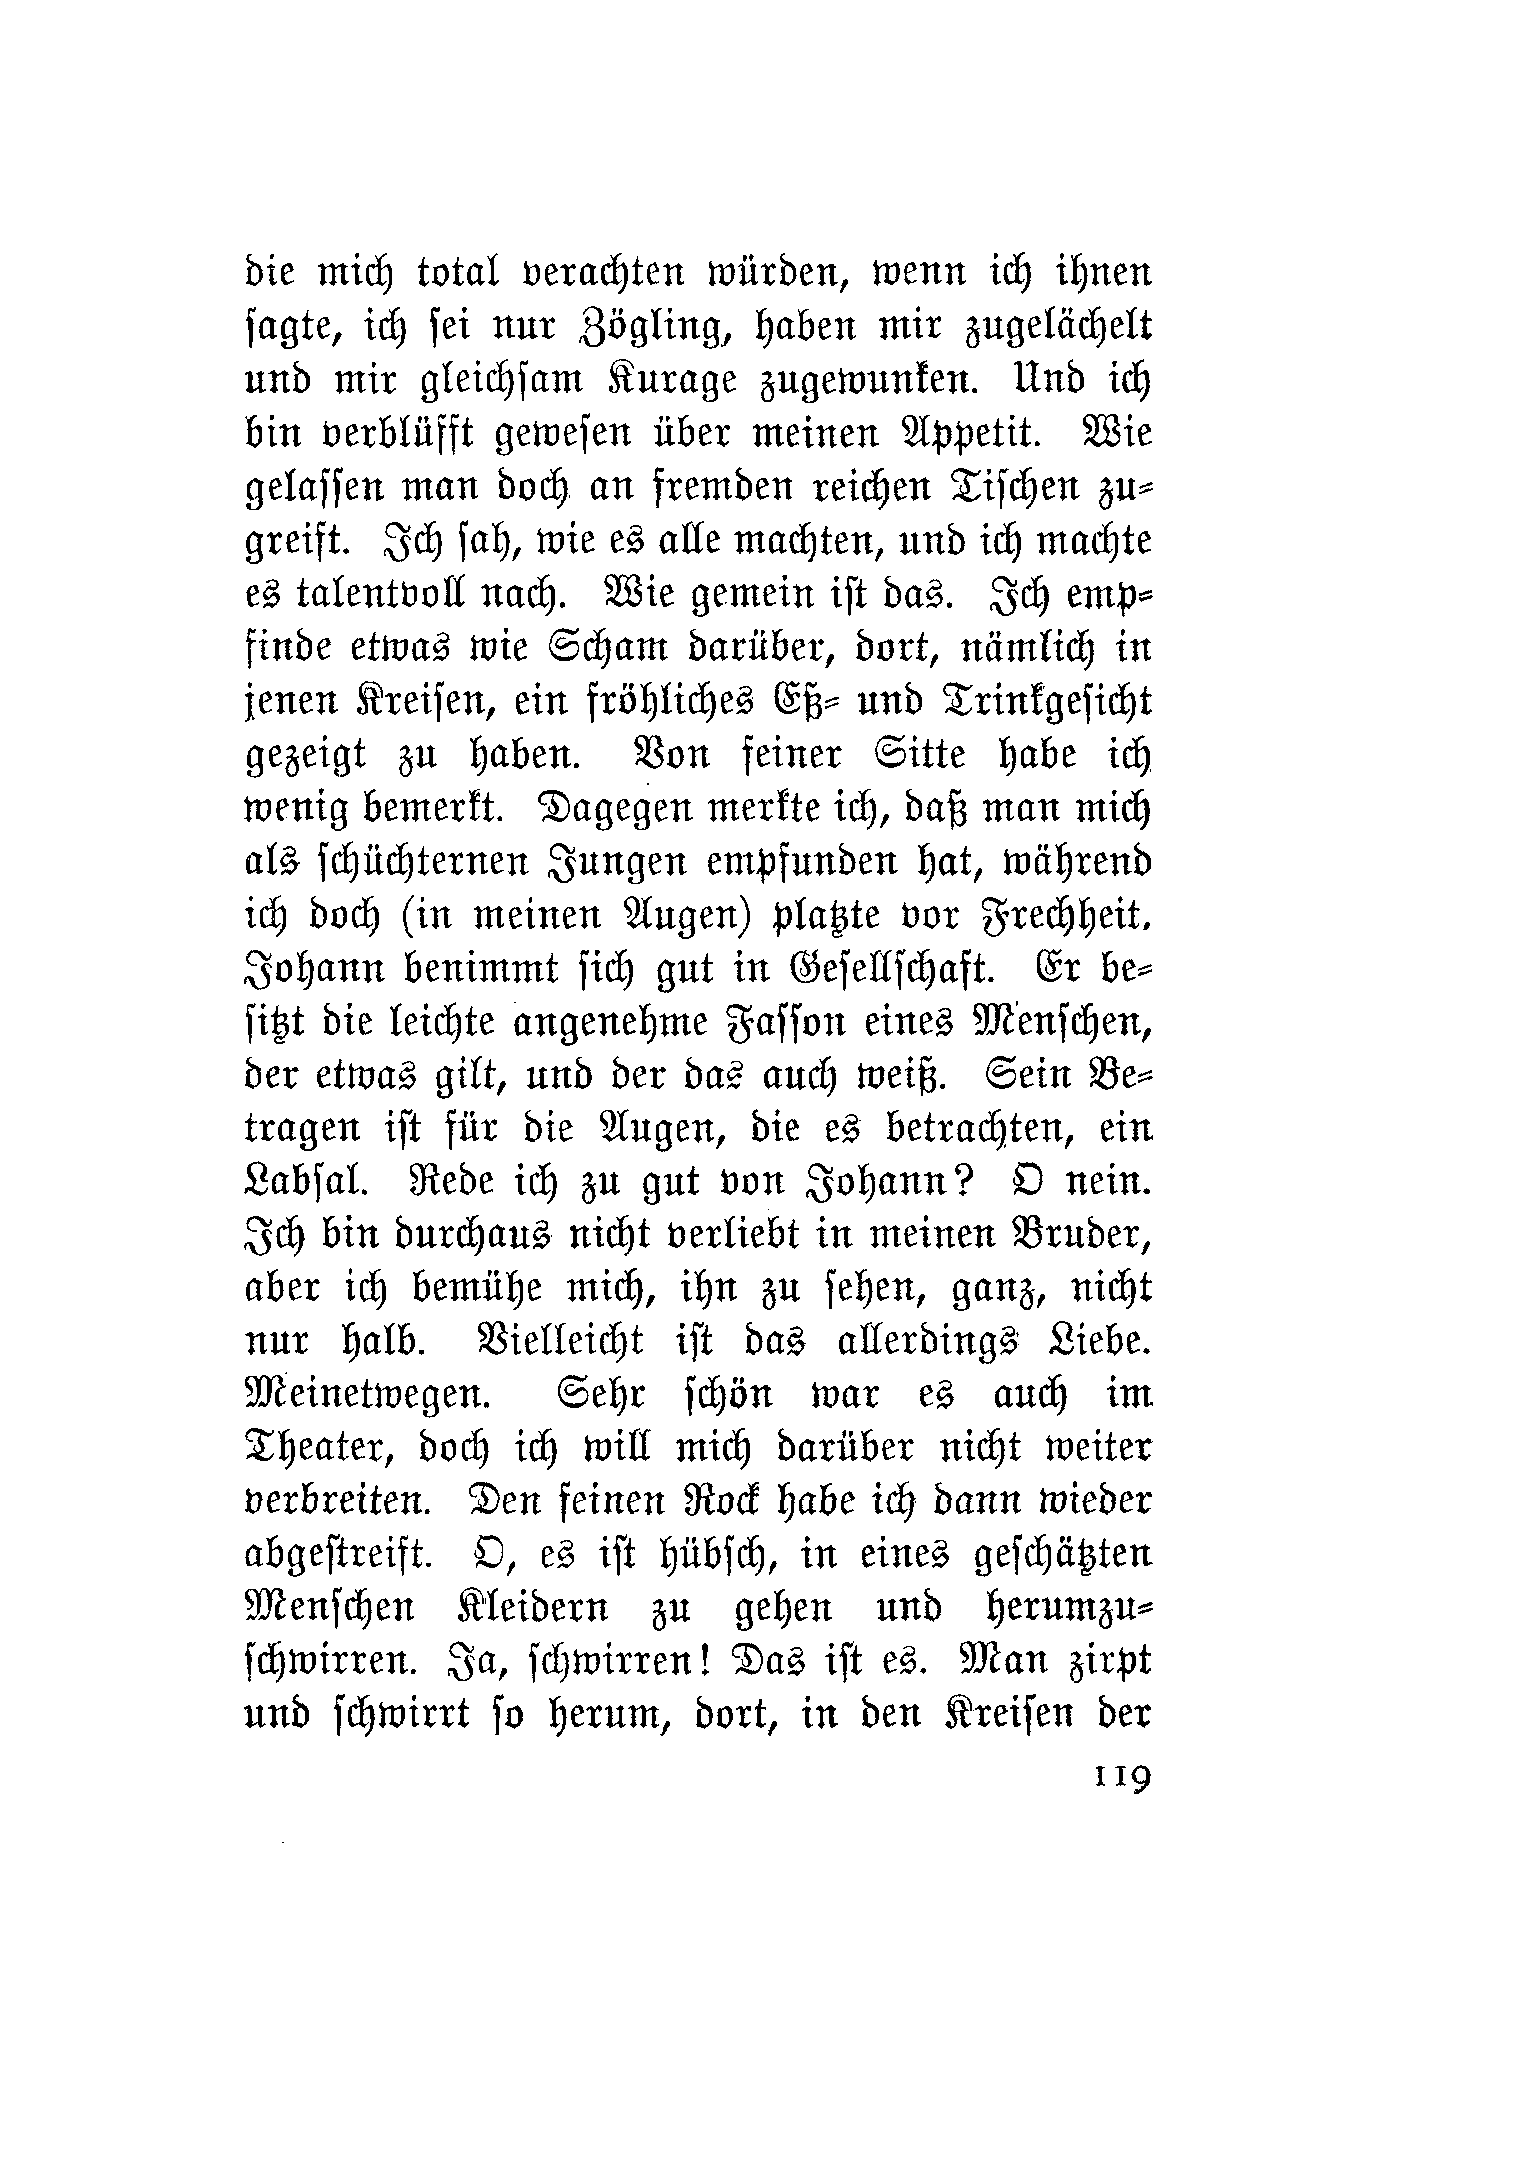 die mich total verachten würden, wenn ich ihnen
ſagte, ich ſei nur Zögling, haben mir zugelächelt
und mir gleichſam Kurage zugewunken. Und ich
bin verblüfft geweſen über meinen Appetit. Wie
gelaſſen man doch an fremden reichen Tiſchen zu⸗
greift. Ich ſah, wie es alle machten, und ich machte
es talentvoll nach. Wie gemein iſt das. Ich emp⸗
finde etwas wie Scham darüber, dort, nämlich in
jenen Kreiſen, ein fröhliches Eß⸗ und Trinkgeſicht
gezeigt zu haben. Von feiner Sitte habe ich
wenig bemerkt. Dagegen merkte ich, daß man mich
als ſchüchternen Jungen empfunden hat, während
ich doch (in meinen Augen) platzte vor Frechheit.
Johann benimmt ſich gut in Geſellſchaft. Er be⸗
ſitzt die leichte angenehme Faſſon eines Menſchen,
der etwas gilt, und der das auch weiß. Sein Be⸗
tragen iſt für die Augen, die es betrachten, ein
Labſal. Rede ich zu gut von Johann? O nein.
Ich bin durchaus nicht verliebt in meinen Bruder,
aber ich bemühe mich, ihn zu ſehen, ganz, nicht
nur halb. Vielleicht iſt das allerdings Liebe.
Meinetwegen. Sehr ſchön war es auch im
Theater, doch ich will mich darüber nicht weiter
verbreiten. Den feinen Rock habe ich dann wieder
abgeſtreift. O, es iſt hübſch, in eines geſchätzten
Menſchen Kleidern zu gehen und herumzu⸗
ſchwirren. Ja, ſchwirren! Das iſt es. Man zirpt
und ſchwirrt ſo herum, dort, in den Kreiſen der
119